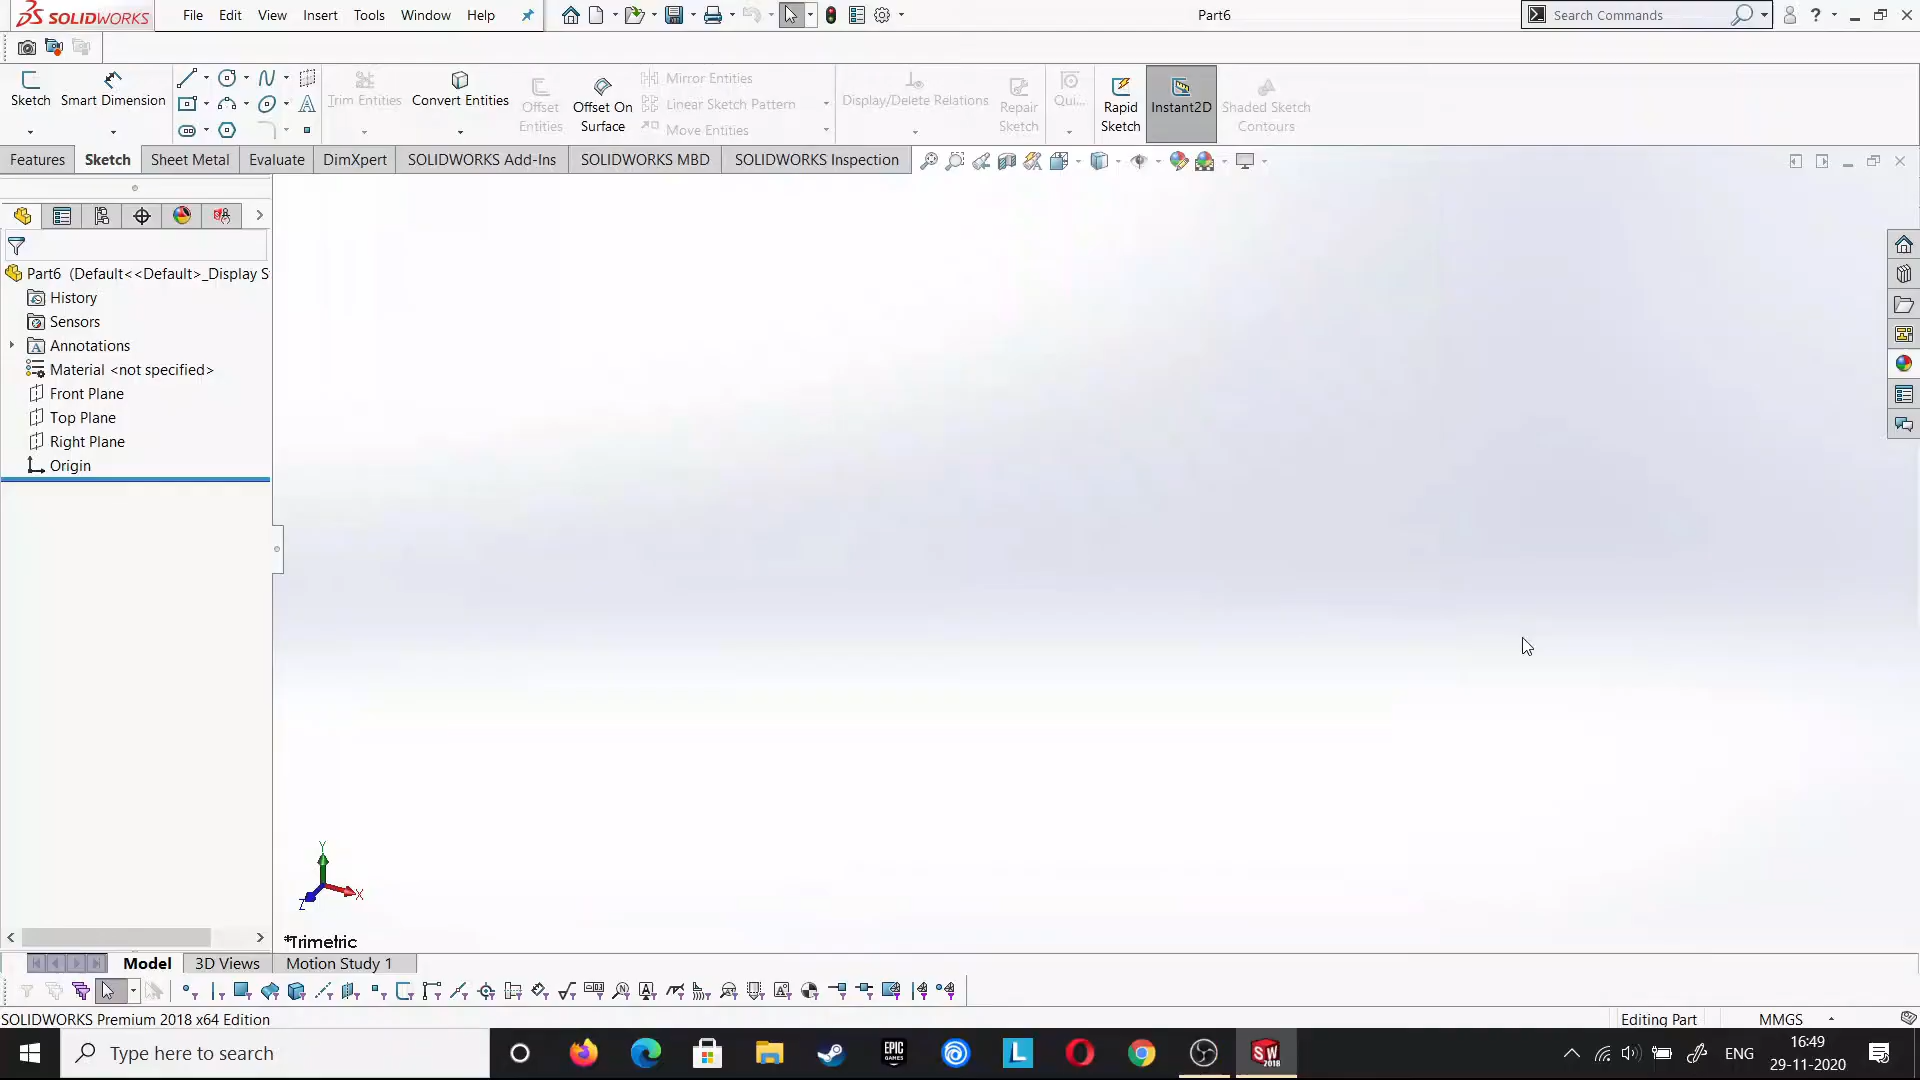 SOLIDWORKS File Edit View Insert Tools Window Help Part6 Search Commands ?
Sketch Smart Dimension Trim Entities Convert Entities Offset Entities Offset On Surface Mirror Entities Linear Sketch Pattern Move Entities Display/Delete Relations Repair Sketch Qui... Rapid Sketch Instant2D Shaded Sketch Contours
Features Sketch Sheet Metal Evaluate DimXpert SOLIDWORKS Add-Ins SOLIDWORKS MBD SOLIDWORKS Inspection
Part6 (Default<<Default>_Display S
History
Sensors
Annotations
Material <not specified>
Front Plane
Top Plane
Right Plane
Origin
Y
X
Z
*Trimetric
Model 3D Views Motion Study 1
SOLIDWORKS Premium 2018 x64 Edition Editing Part MMGS
Type here to search EPIC GAMES L SW 2018 ENG 16:49
29-11-2020